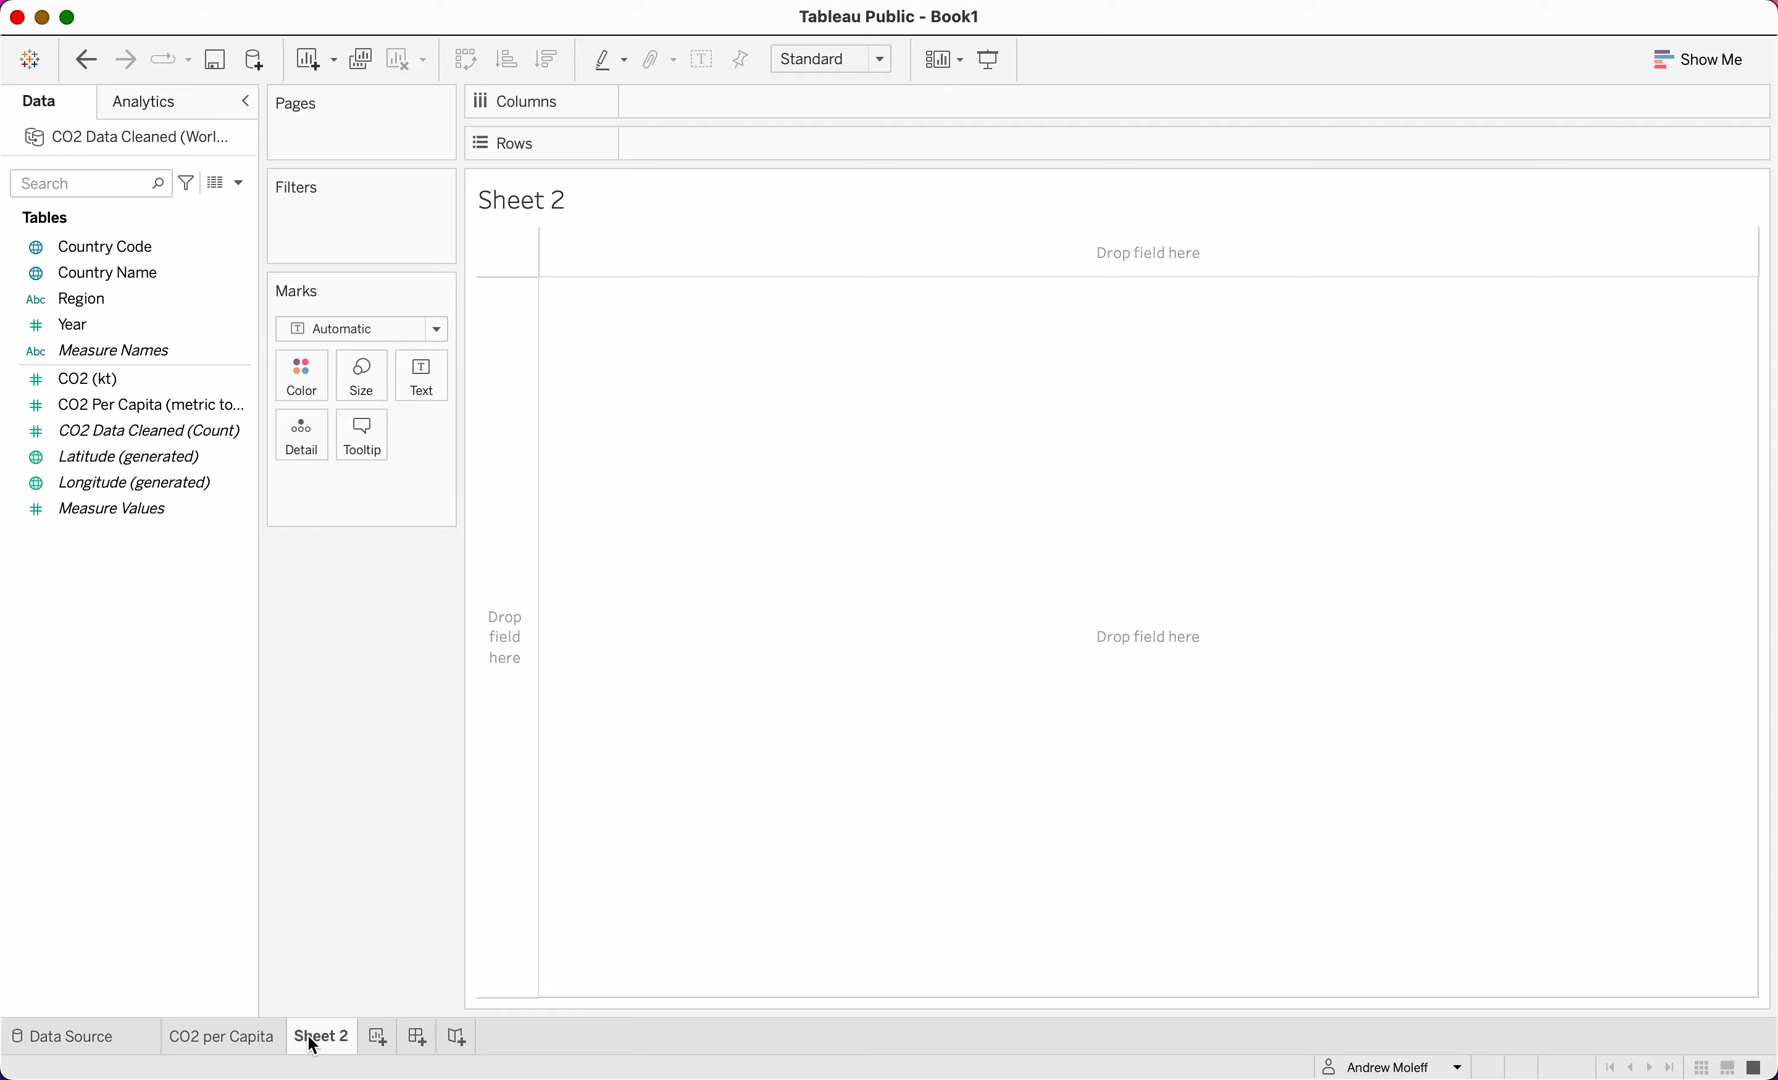 Tableau Public - Book1
Standard
Show Me
Data
Analytics
CO2 Data Cleaned (Worl...
Search
Tables
Country Code
Country Name
Abc Region
Year
Abc Measure Names
CO2 (kt)
CO2 Per Capita (metric to...
CO2 Data Cleaned (Count)
Latitude (generated)
Longitude (generated)
Measure Values
Pages
Filters
Marks
T Automatic
Color
Size
T
Text
Detail
Tooltip
Columns
Rows
Sheet 2
Drop field here
Drop
field
here
Drop field here
Data Source
CO2 per Capita
Sheet 2
Andrew Moleff